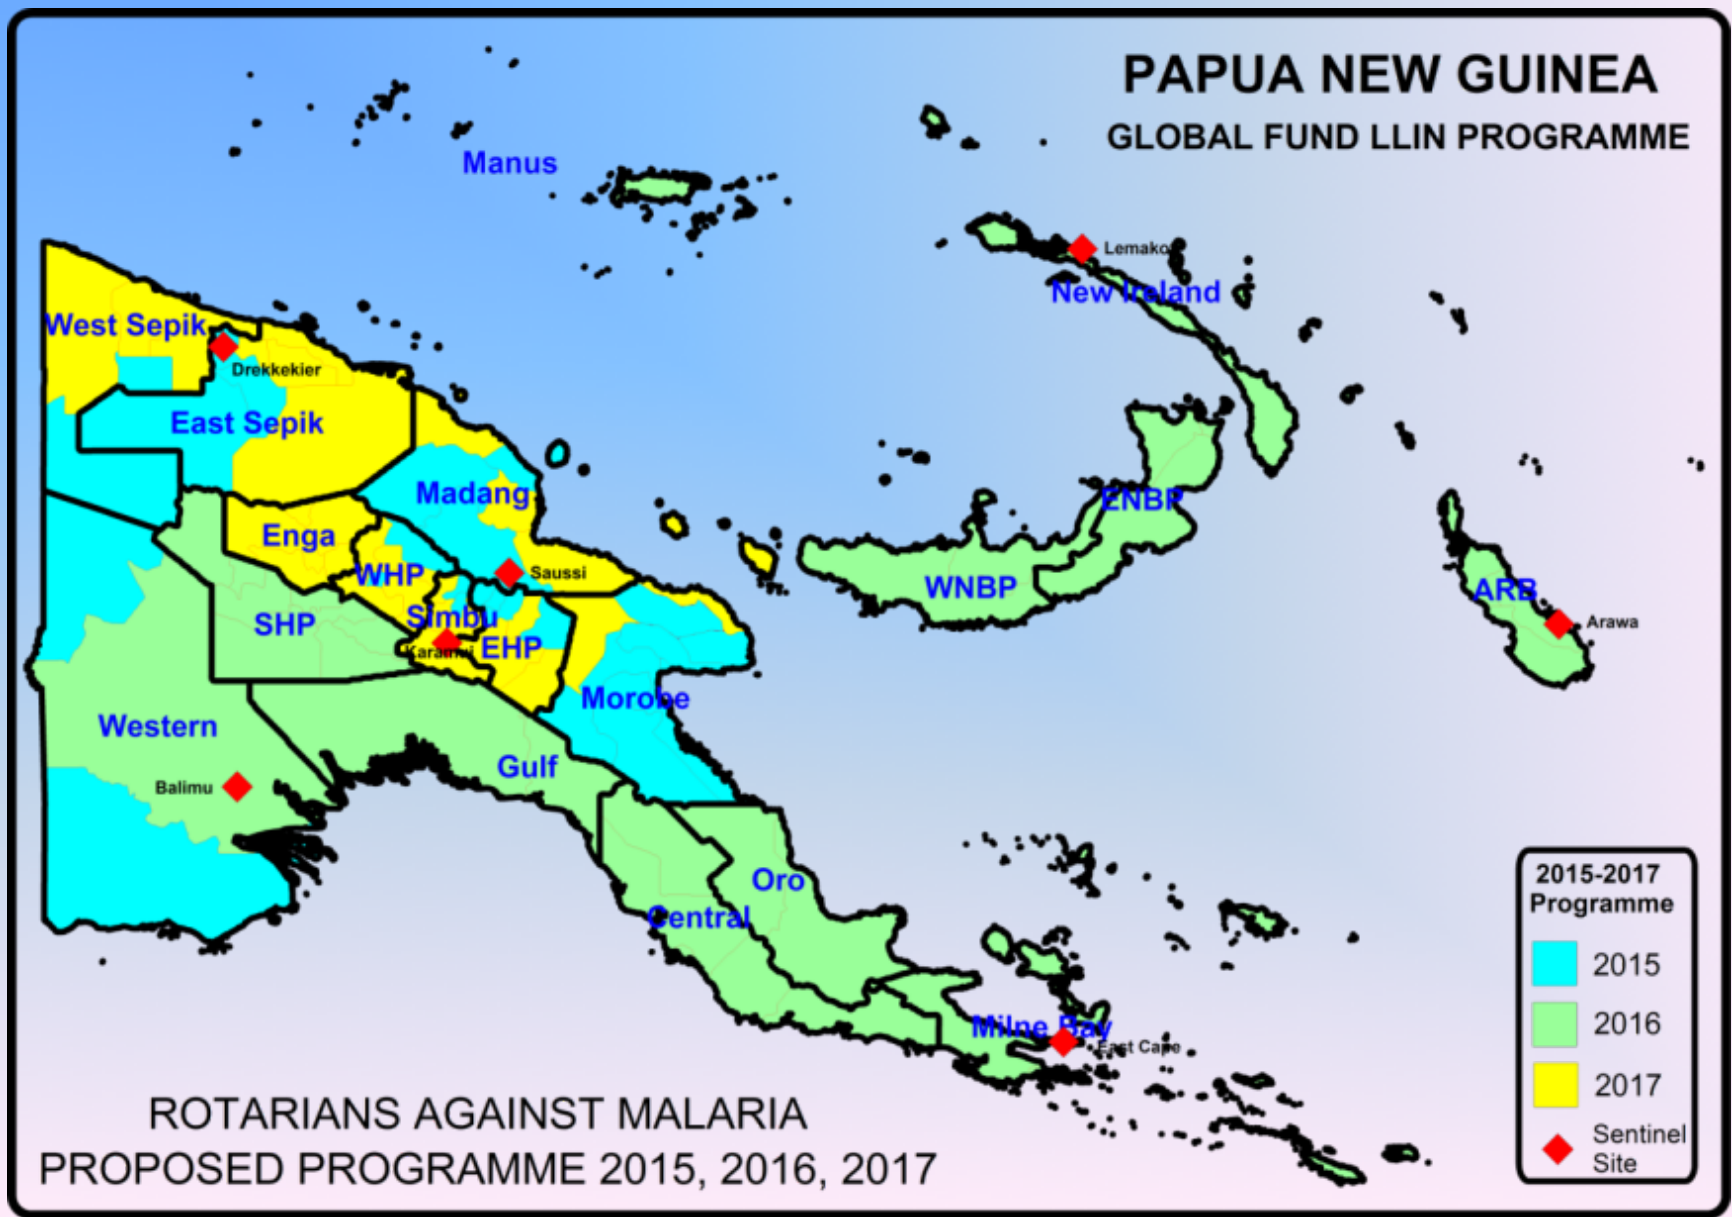 PAPUA NEW GUINEA
GLOBAL FUND LLIN PROGRAMME
Manus
Lemako
New Ireland
West Sepik
Drekkekier
East Sepik
Madang
ENBP
Enga
WHP
Saussi
WNBP
ARB
Simbu
SHP
Arawa
EHP
Karamui
Morobe
Western
Gulf
Balimu
Oro
Central
Milne Bay
East Cape
2015-2017
Programme
2015
2016
2017
Sentinel
Site
ROTARIANS AGAINST MALARIA
PROPOSED PROGRAMME 2015, 2016, 2017